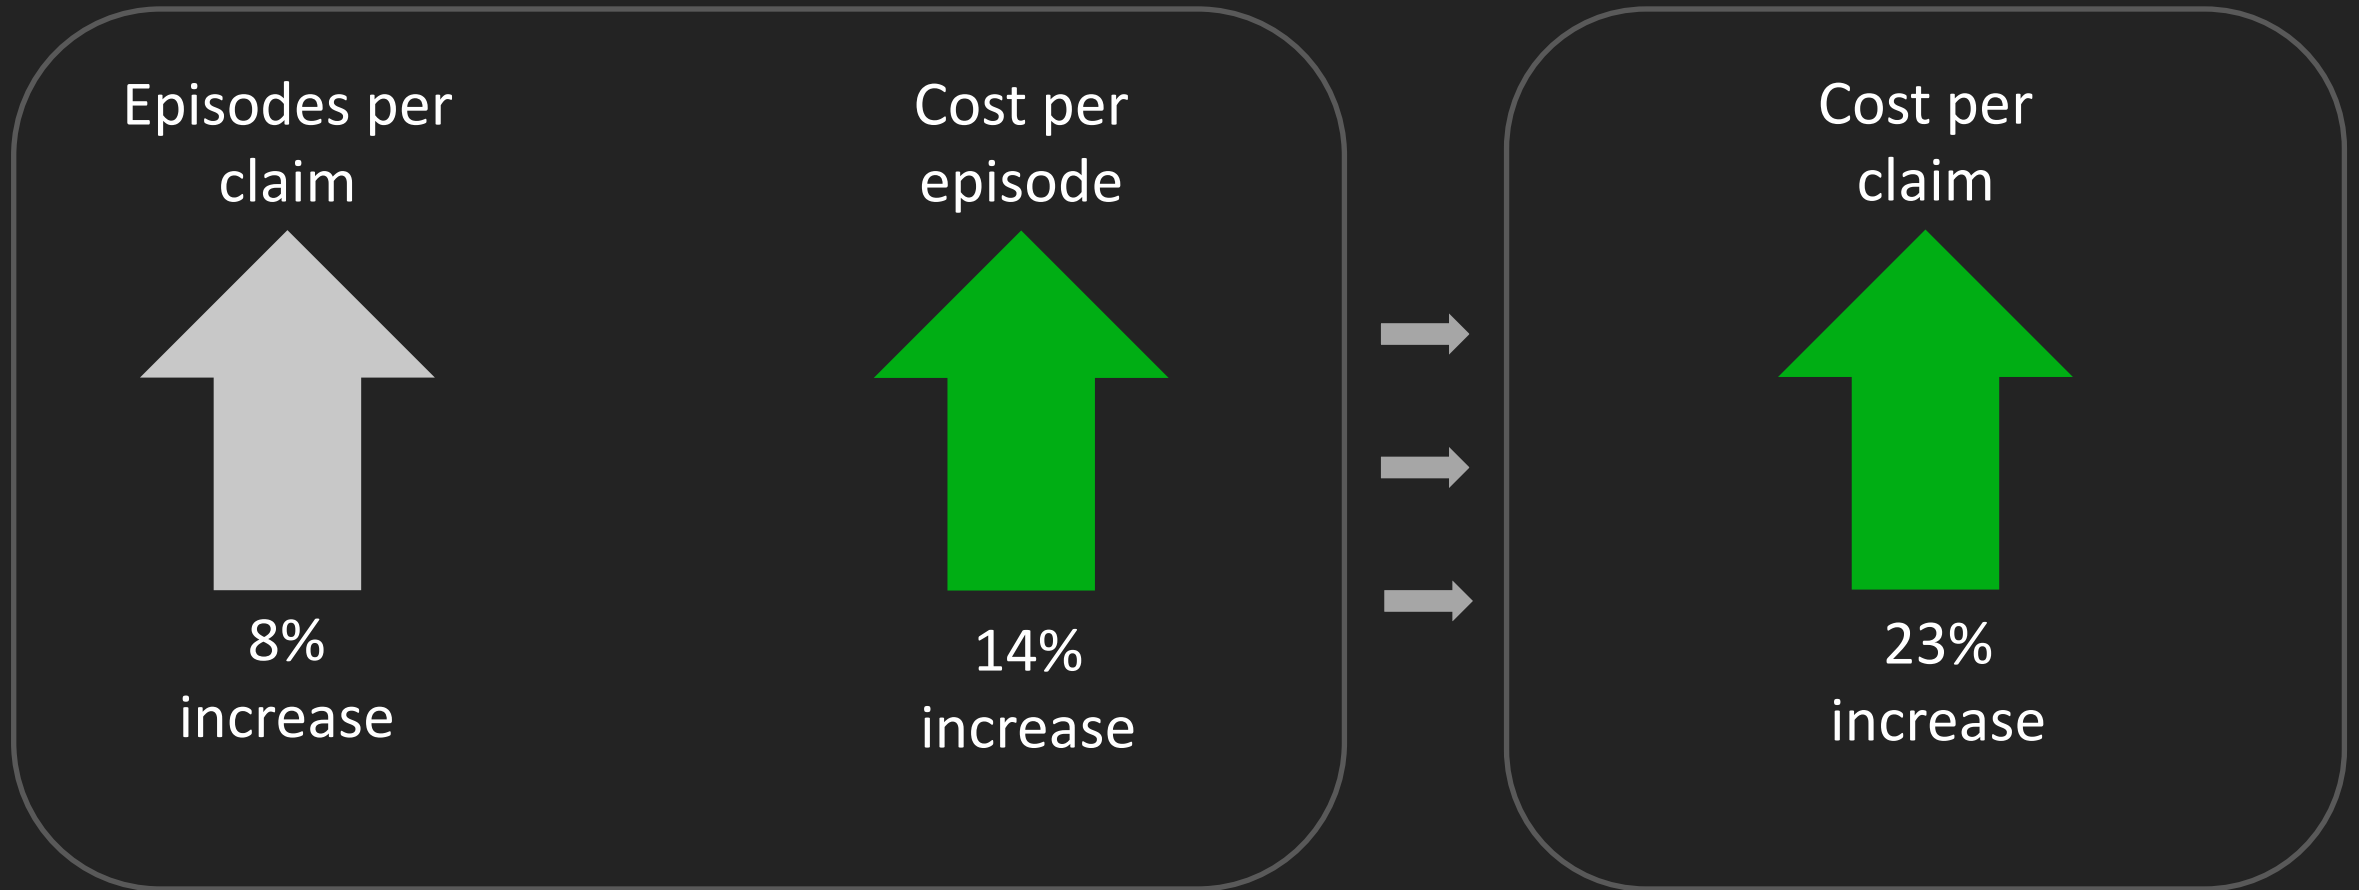 Episodes per
claim
8%
increase
Cost per
episode
14%
increase
Cost per
claim
23%
increase